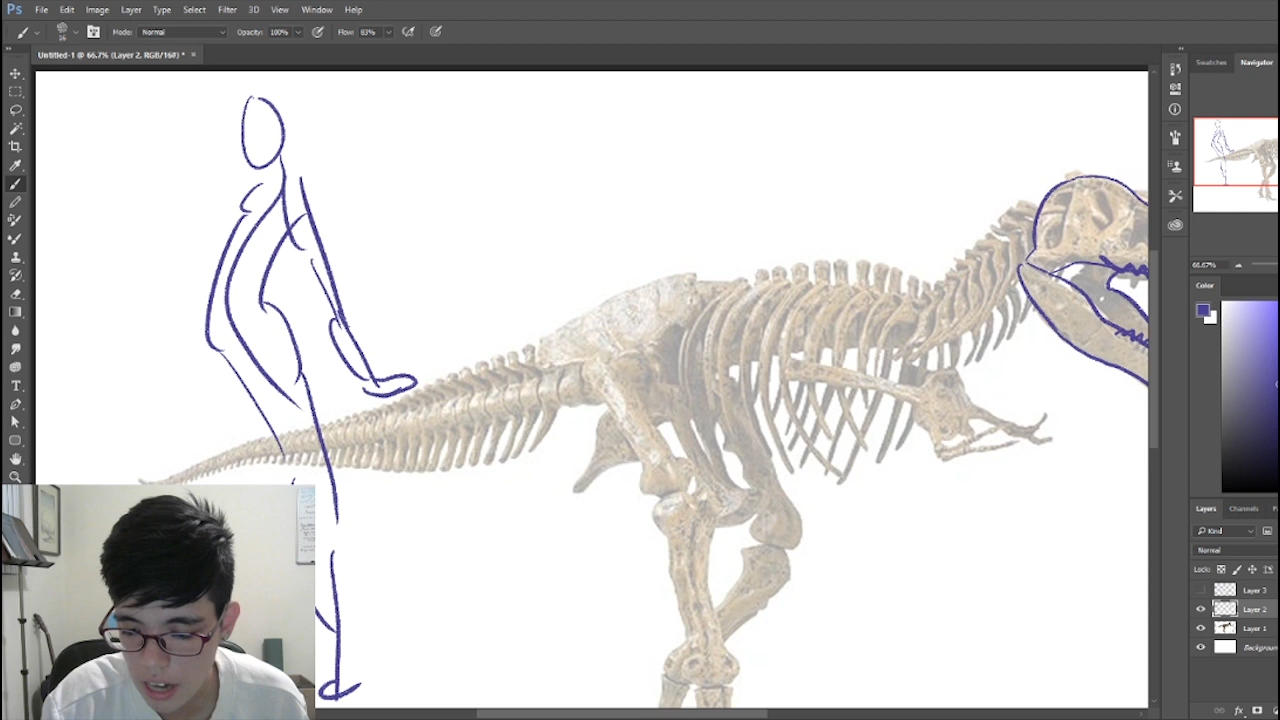 Ps File Edit Image Layer Type Select Filter 3D View Window Help
Mode: Normal Opacity: 100% Flow: 83%
Untitled-1 @ 66.7% (Layer 2, RGB/16#) * ×
Swatches Navigator
66.67%
Color
Layers Channels
Kind
Normal
Lock:
Layer 3
Layer 2
Layer 1
Background
fx